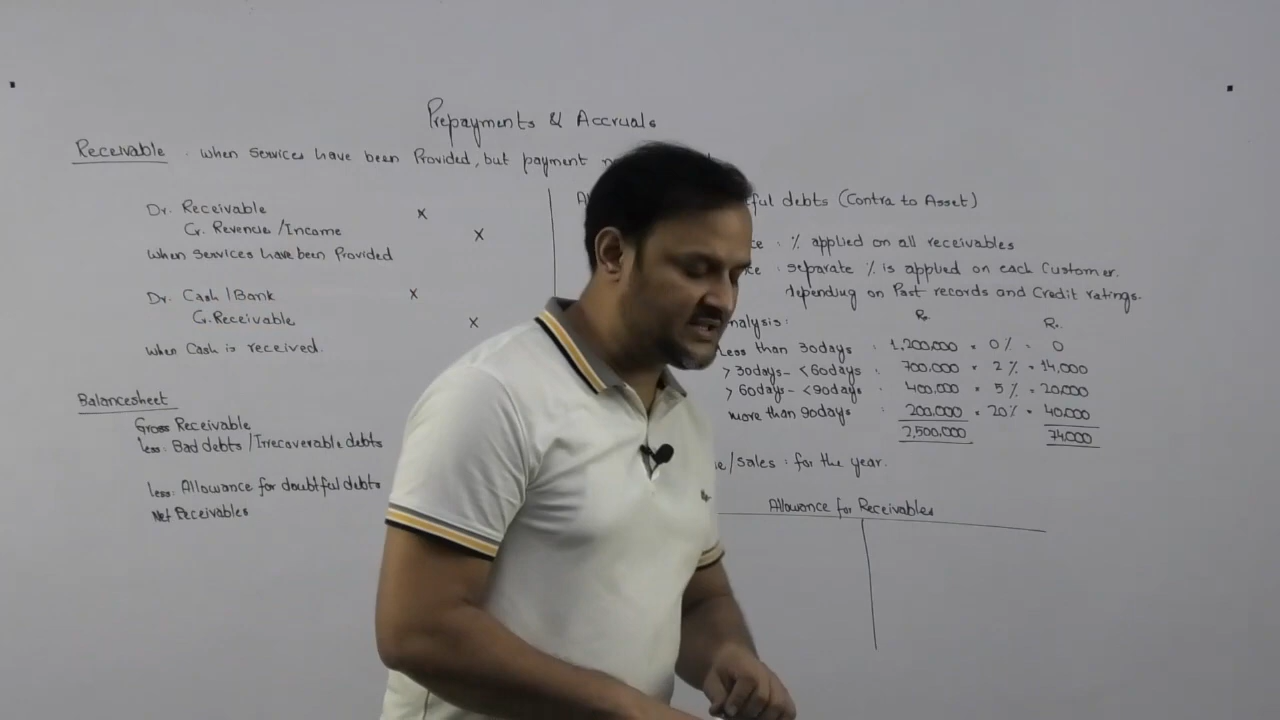 Prepayments & Accruals
Receivable . When services have been Provided, but payment
Dr. Receivable x
Cr. Revenue/Income x
When services have been Provided
Dr. Cash/Bank x
Cr. Receivable x
When Cash is received.
Balancesheet
Gross Receivable
less: Bad debts/Irrecoverable debts
less: Allowance for doubtful debts
Net Receivables
debts (Contra to Asset)
: % applied on all receivables
: separate % is applied on each Customer.
depending on Past records and Credit ratings.
Rs. Rs.
Less than 30days : 1,200,000 × 0% = 0
> 30days - < 60days : 700,000 × 2% = 14,000
> 60days - < 90days : 400,000 × 5% = 20,000
more than 90days : 200,000 × 20% = 40,000
2,500,000 74,000
/Sales : for the year.
Allowance for Receivables